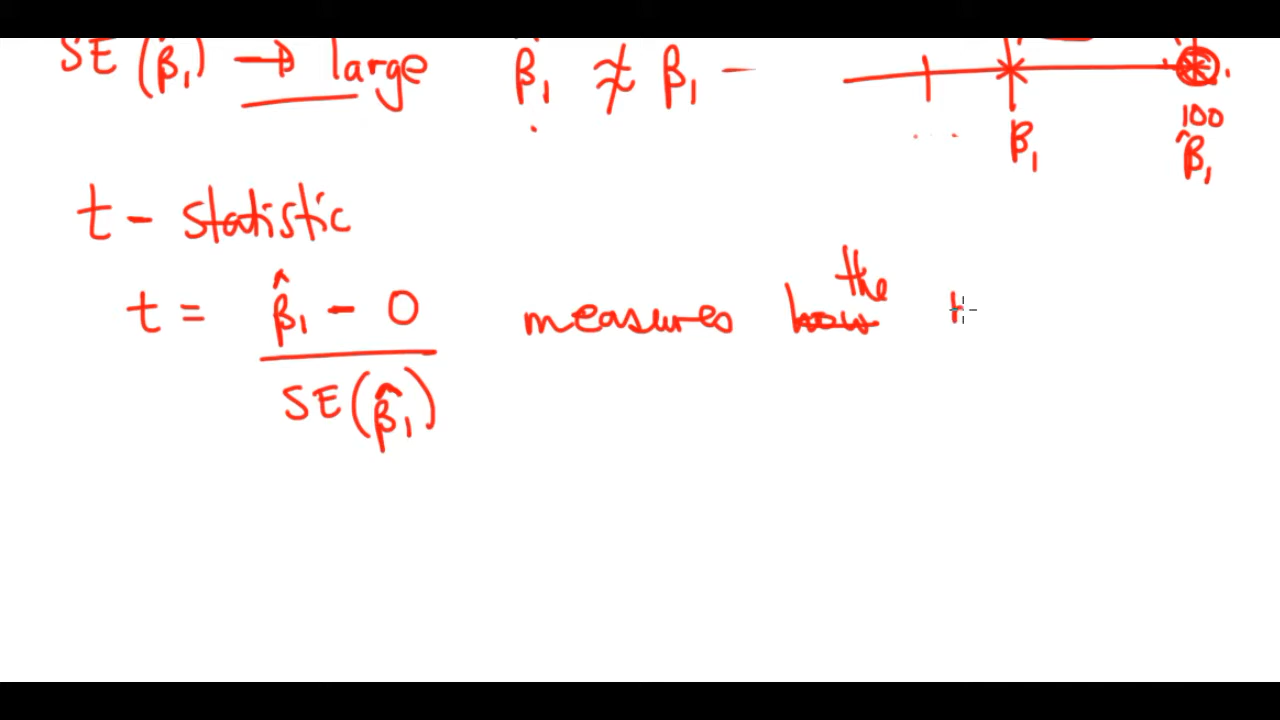 SE(β̂₁) → large β̂₁ ≉ β₁ —
β₁
100
β̂₁
t - statistic
the
t = β̂₁ - 0 measures how
SE(β̂₁)